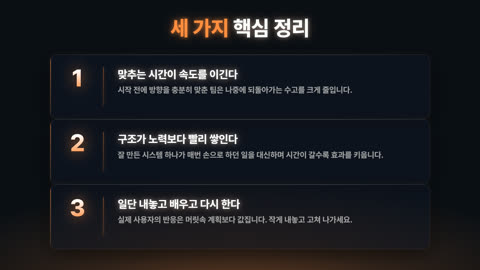 세 가지 핵심 정리
1
맞추는 시간이 속도를 이긴다
시작 전에 방향을 충분히 맞춘 팀은 나중에 되돌아가는 수고를 크게 줄입니다.
2
구조가 노력보다 빨리 쌓인다
잘 만든 시스템 하나가 매번 손으로 하던 일을 대신하며 시간이 갈수록 효과를 키웁니다.
3
일단 내놓고 배우고 다시 한다
실제 사용자의 반응은 머릿속 계획보다 값집니다. 작게 내놓고 고쳐 나가세요.